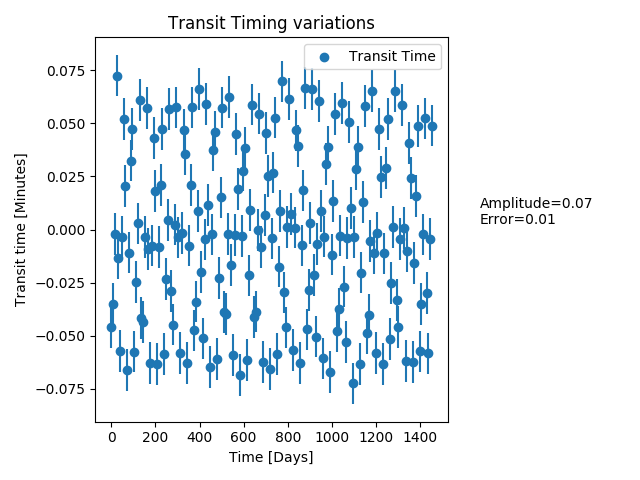 Transit Timing variations
Transit Time
0.075
0.050
0.025
0.000
−0.025
−0.050
−0.075
Transit time [Minutes]
0 200 400 600 800 1000 1200 1400
Time [Days]
Amplitude=0.07
Error=0.01